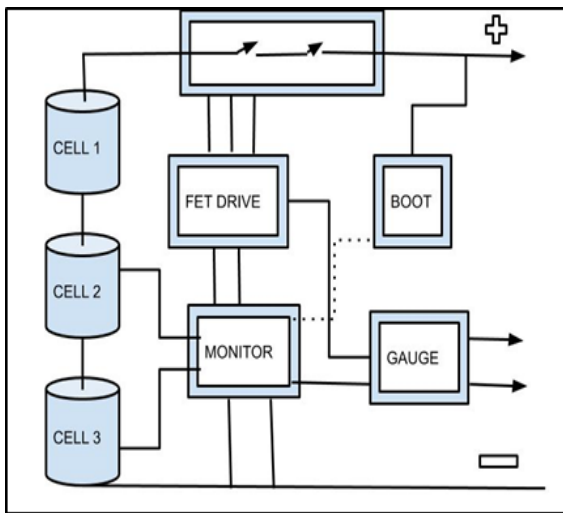 CELL 1
FET DRIVE
BOOT
CELL 2
MONITOR
GAUGE
CELL 3